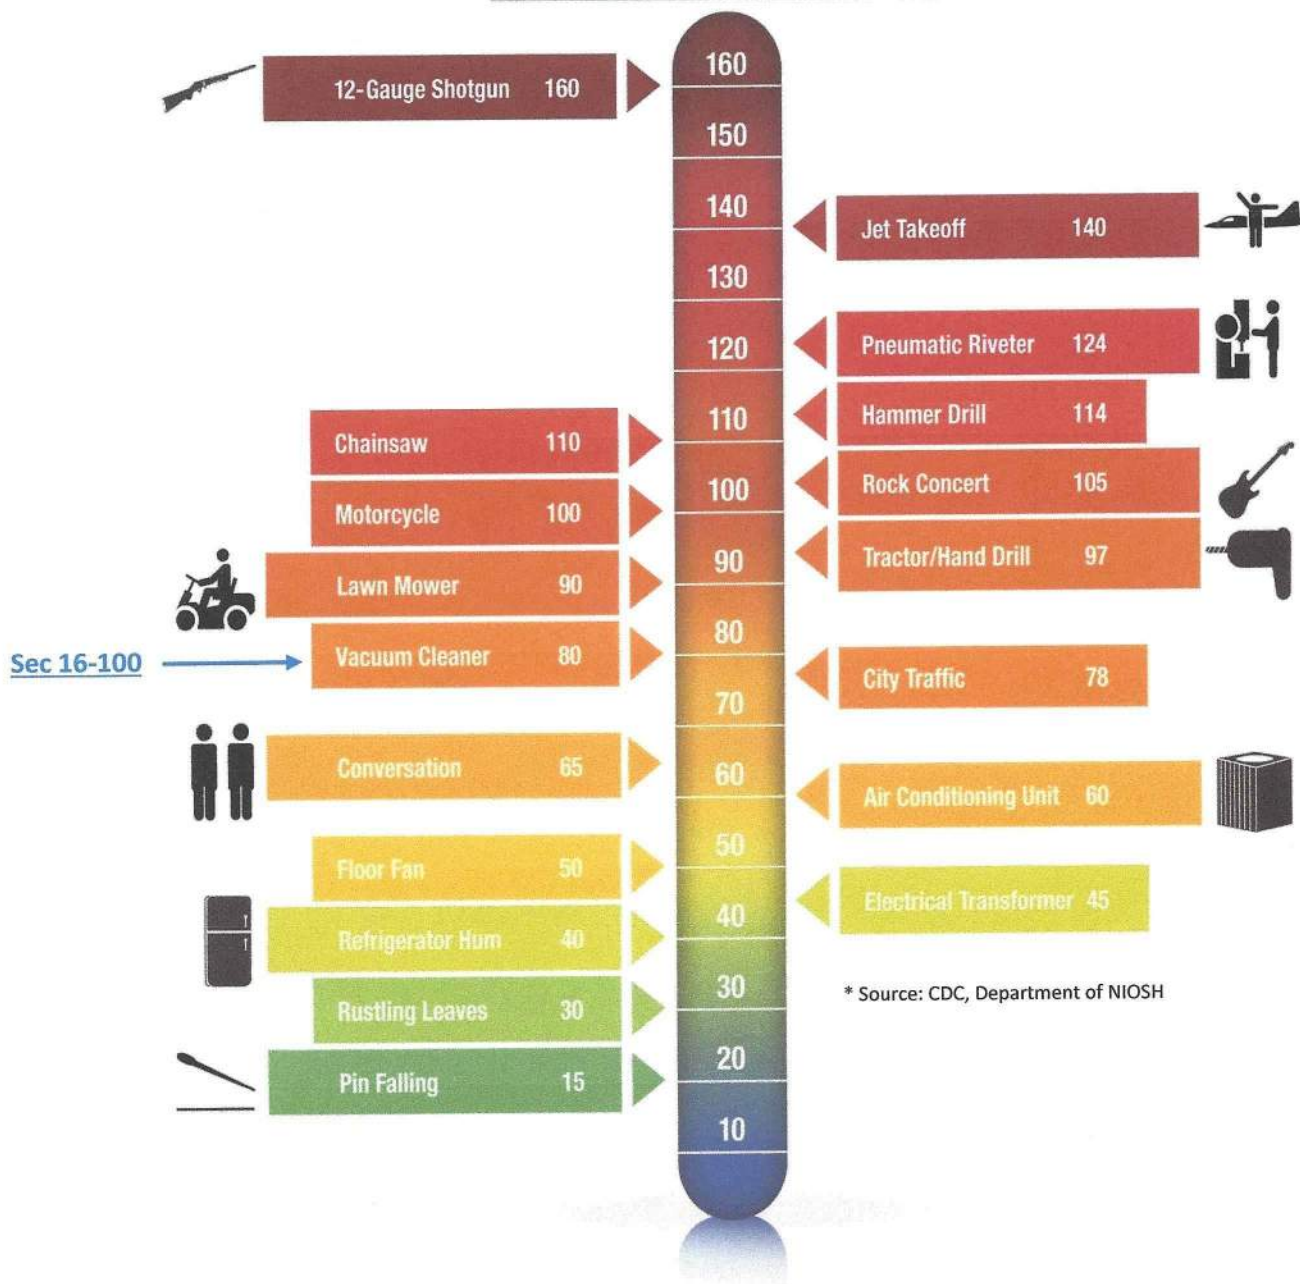 160
12-Gauge Shotgun 160
150
140
Jet Takeoff 140
130
120
Pneumatic Riveter 124
110
Hammer Drill 114
Chainsaw 110
100
Rock Concert 105
Motorcycle 100
90
Tractor/Hand Drill 97
Lawn Mower 90
80
Sec 16-100
Vacuum Cleaner 80
City Traffic 78
70
60
Conversation 65
Air Conditioning Unit 60
50
Floor Fan 50
Electrical Transformer 45
40
Refrigerator Hum 40
30
* Source: CDC, Department of NIOSH
Rustling Leaves 30
20
Pin Falling 15
10